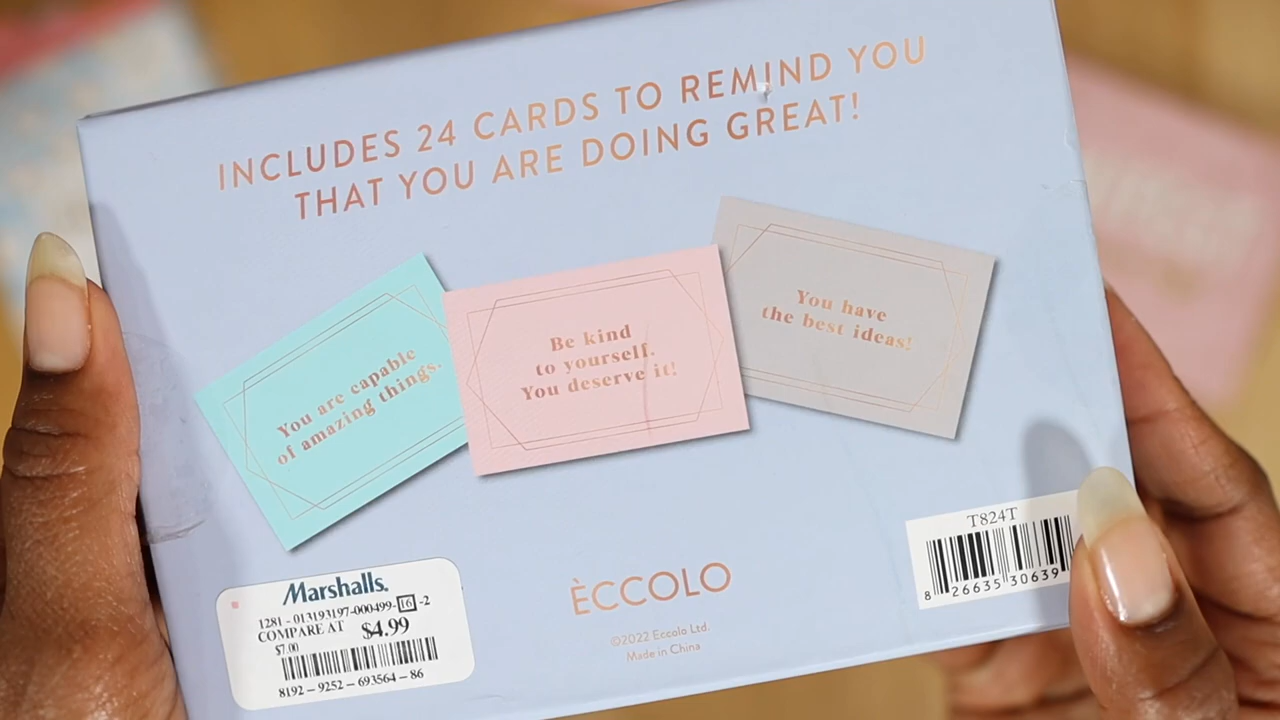 INCLUDES 24 CARDS TO REMIND YOU
THAT YOU ARE DOING GREAT!
You are capable
of amazing things.
Be kind
to yourself.
You deserve it!
You have
the best ideas!
Marshalls.
1281 - 013193197-000499-16 -2
COMPARE AT
$7.00
$4.99
8192 - 9252 - 693564 - 86
ÈCCOLO
©2022 Eccolo Ltd.
Made in China
T824T
8 26635 30639